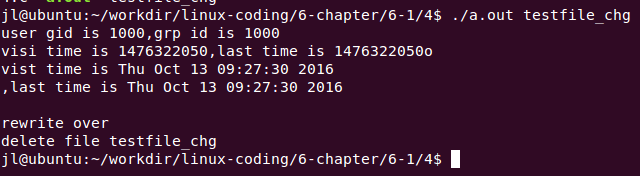 jl@ubuntu:~/workdir/linux-coding/6-chapter/6-1/4$ ./a.out testfile_chg
user gid is 1000,grp id is 1000
visi time is 1476322050,last time is 1476322050o
vist time is Thu Oct 13 09:27:30 2016
,last time is Thu Oct 13 09:27:30 2016
rewrite over
delete file testfile_chg
jl@ubuntu:~/workdir/linux-coding/6-chapter/6-1/4$